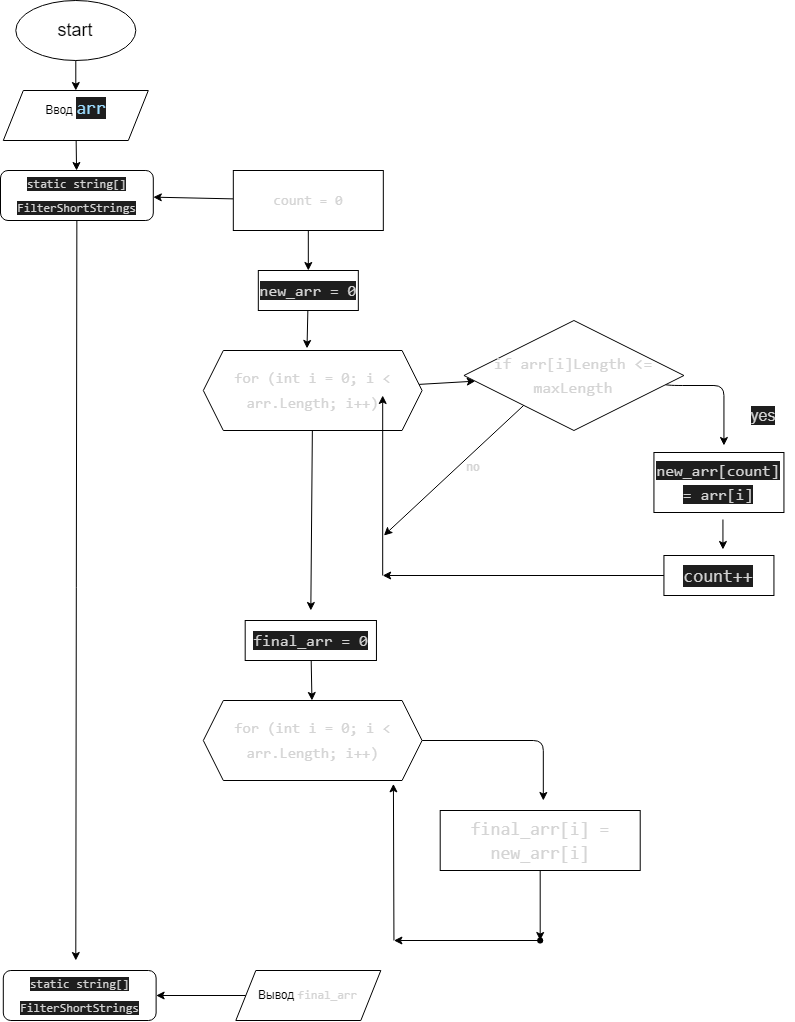 start
Ввод arr
static string[]
FilterShortStrings
count = 0
new_arr = 0
for (int i = 0; i <
arr.Length; i++)
if arr[i]Length <=
maxLength
yes
no
new_arr[count]
= arr[i]
count++
final_arr = 0
for (int i = 0; i <
arr.Length; i++)
final_arr[i] =
new_arr[i]
static string[]
FilterShortStrings
Вывод final_arr